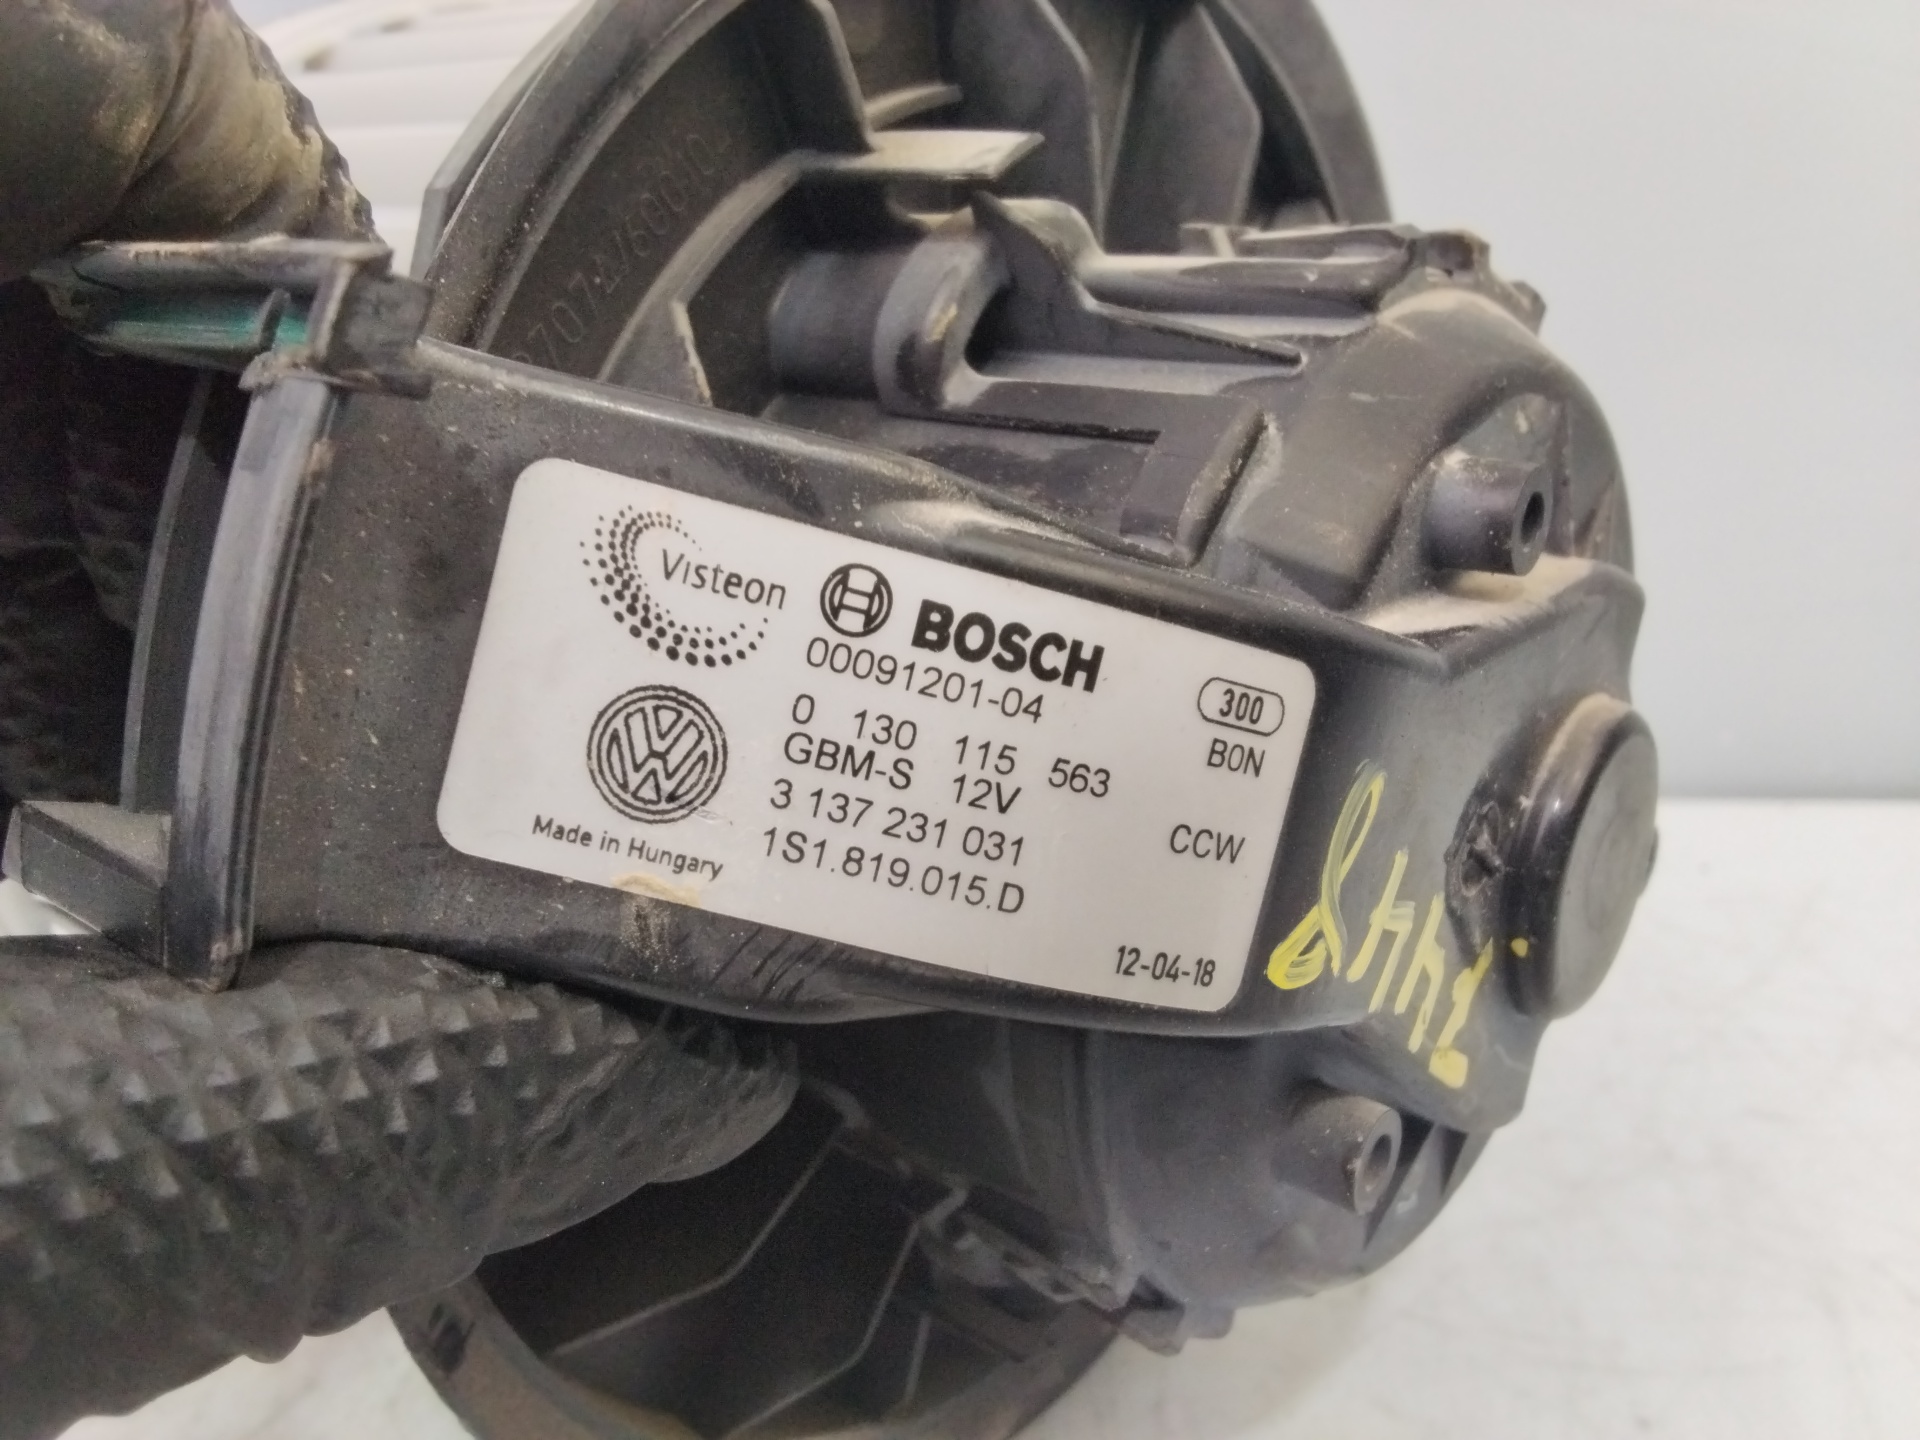 Visteon
BOSCH
00091201-04
0 130 115 563
GBM-S 12V
3 137 231 031
1S1.819.015.D
300
BON
CCW
Made in Hungary
12-04-18